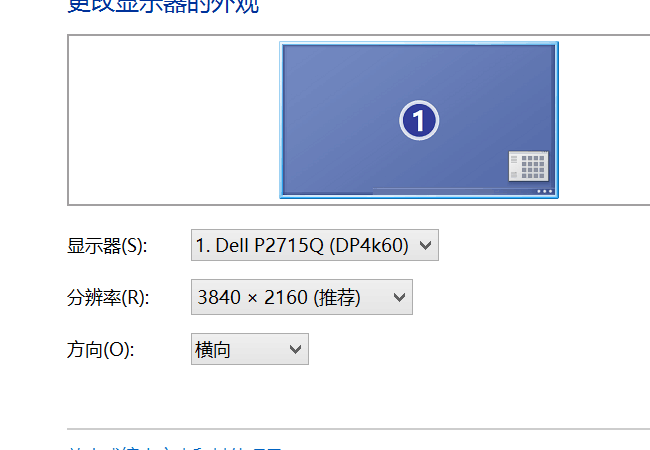 更改显示器的外观
1
显示器(S): 1. Dell P2715Q (DP4k60)
分辨率(R): 3840 × 2160 (推荐)
方向(O): 横向